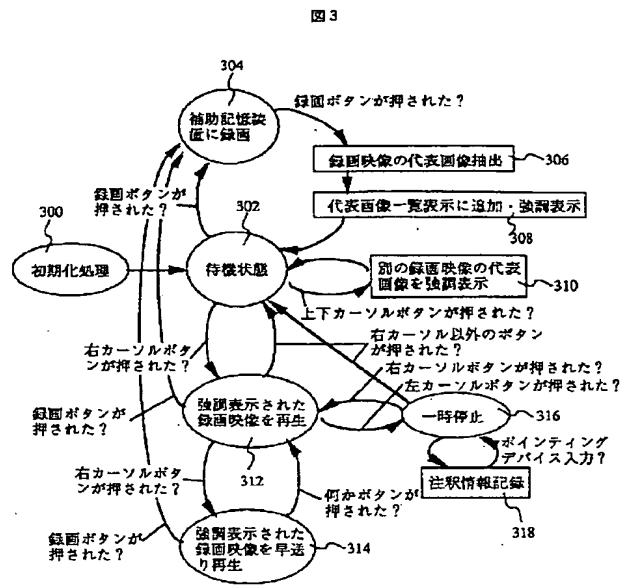 図3
304
補助記憶装
置に録画
録画ボタンが押された?
録画映像の代表画像抽出
306
代表画像一覧表示に追加・強調表示
308
録画ボタンが
押された?
300
初期化処理
302
待機状態
別の録画映像の代表
画像を強調表示
310
上下カーソルボタンが押された?
右カーソルボタ
ンが押された?
右カーソル以外のボタン
が押された?
右カーソルボタンが押された?
左カーソルボタンが押された?
強調表示された
録画映像を再生
312
一時停止
316
録画ボタンが
押された?
ポインティング
デバイス入力?
注釈情報記録
318
右カーソルボタ
ンが押された?
何かボタンが
押された?
録画ボタンが
押された?
強調表示された
録画映像を早送
り再生
314